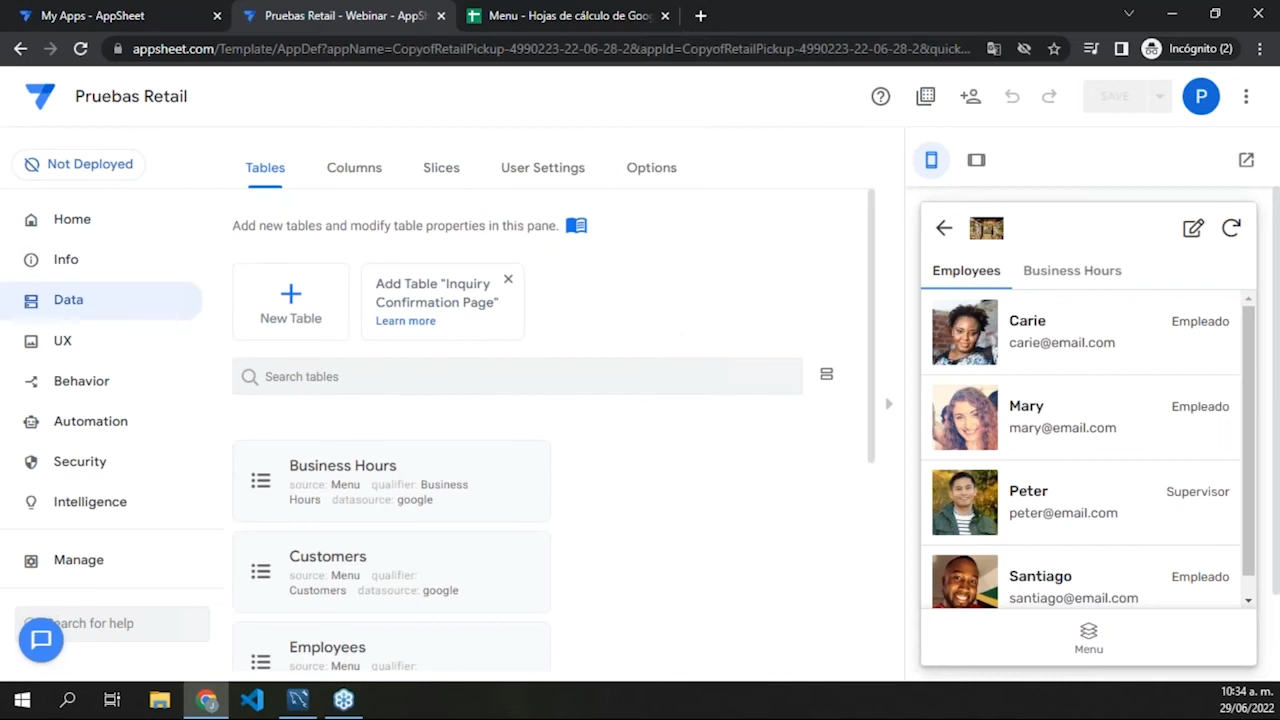 My Apps - AppSheet
Pruebas Retail - Webinar - AppSh
Menu - Hojas de cálculo de Goo
appsheet.com/Template/AppDef?appName=CopyofRetailPickup-4990223-22-06-28-2&appId=CopyofRetailPickup-4990223-22-06-28-2&quick...
Incógnito (2)
Pruebas Retail
SAVE
P
Not Deployed
Tables
Columns
Slices
User Settings
Options
Home
Info
Data
UX
Behavior
Automation
Security
Intelligence
Manage
earch for help
Add new tables and modify table properties in this pane.
New Table
Add Table "Inquiry
Confirmation Page"
Learn more
Search tables
Business Hours
source: Menu qualifier: Business
Hours datasource: google
Customers
source: Menu qualifier:
Customers datasource: google
Employees
source: Menu qualifier:
Employees
Business Hours
Carie
Empleado
carie@email.com
Mary
Empleado
mary@email.com
Peter
Supervisor
peter@email.com
Santiago
Empleado
santiago@email.com
Menu
10:34 a. m.
29/06/2022